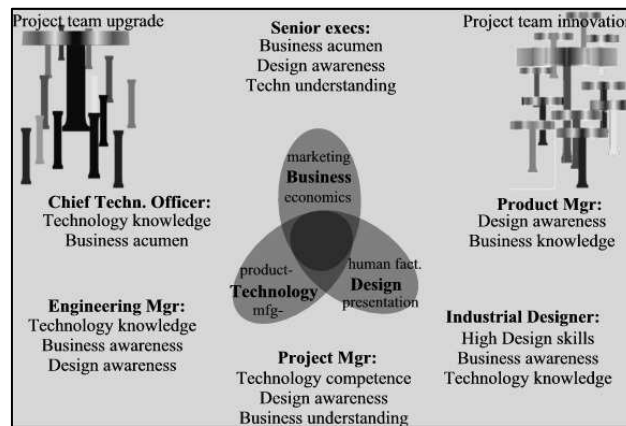 Project team upgrade
Senior execs:
Business acumen
Design awareness
Techn understanding
Project team innovation
marketing
Business
economics
Chief Techn. Officer:
Technology knowledge
Business acumen
Product Mgr:
Design awareness
Business knowledge
product-
Technology
mfg-
human fact.
Design
presentation
Engineering Mgr:
Technology knowledge
Business awareness
Design awareness
Project Mgr:
Technology competence
Design awareness
Business understanding
Industrial Designer:
High Design skills
Business awareness
Technology knowledge